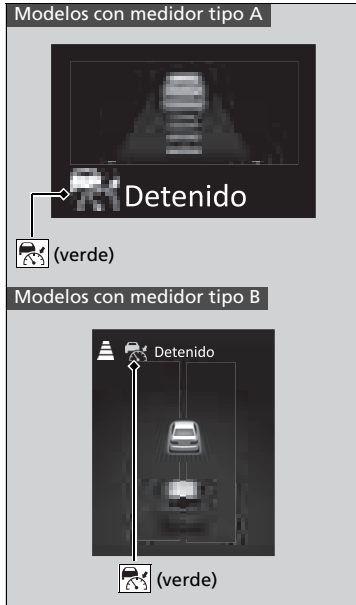 Modelos con medidor tipo A
Detenido
(verde)
Modelos con medidor tipo B
Detenido
(verde)